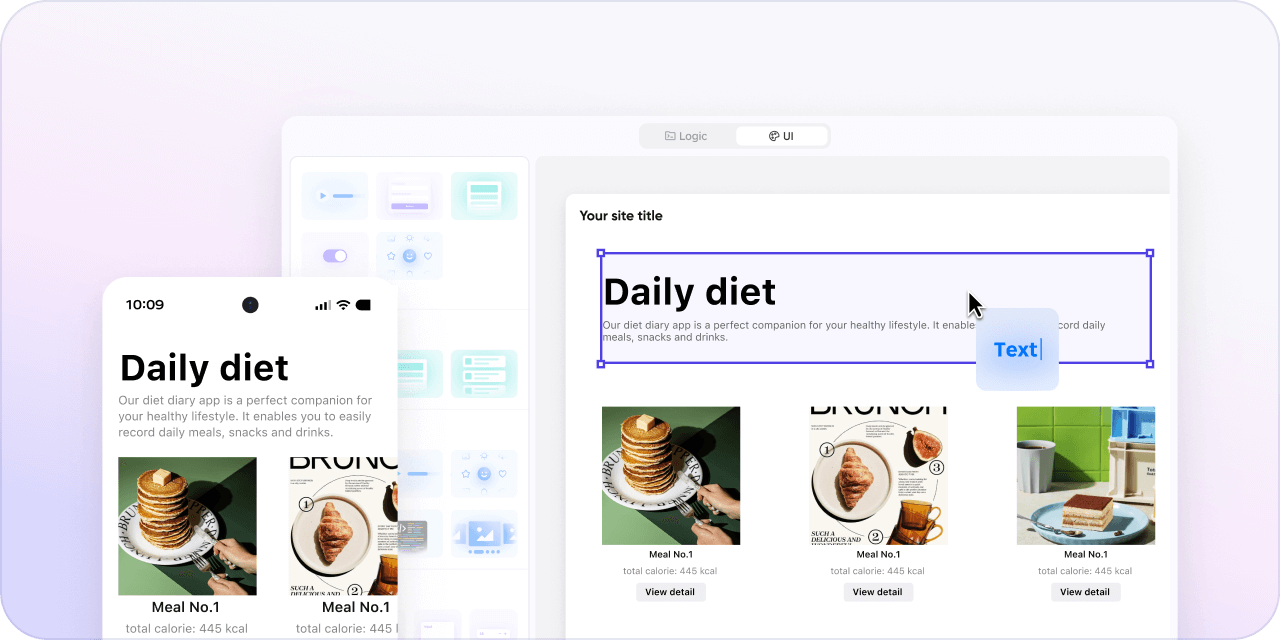 Logic
UI
Your site title
Daily diet
Our diet diary app is a perfect companion for your healthy lifestyle. It enable cord daily
meals, snacks and drinks.
Text
BRUNCH
1
3
2
SUCH A
DELICIOUS AND
WONDERFUL
Meal No.1
total calorie: 445 kcal
View detail
Meal No.1
total calorie: 445 kcal
View detail
Meal No.1
total calorie: 445 kcal
View detail
10:09
Daily diet
Our diet diary app is a perfect companion for
your healthy lifestyle. It enables you to easily
record daily meals, snacks and drinks.
BRUNC
1
2
SUCH A
DELICIOUS AN
Meal No.1
total calorie: 445 kcal
Meal No.1
total calorie: 445